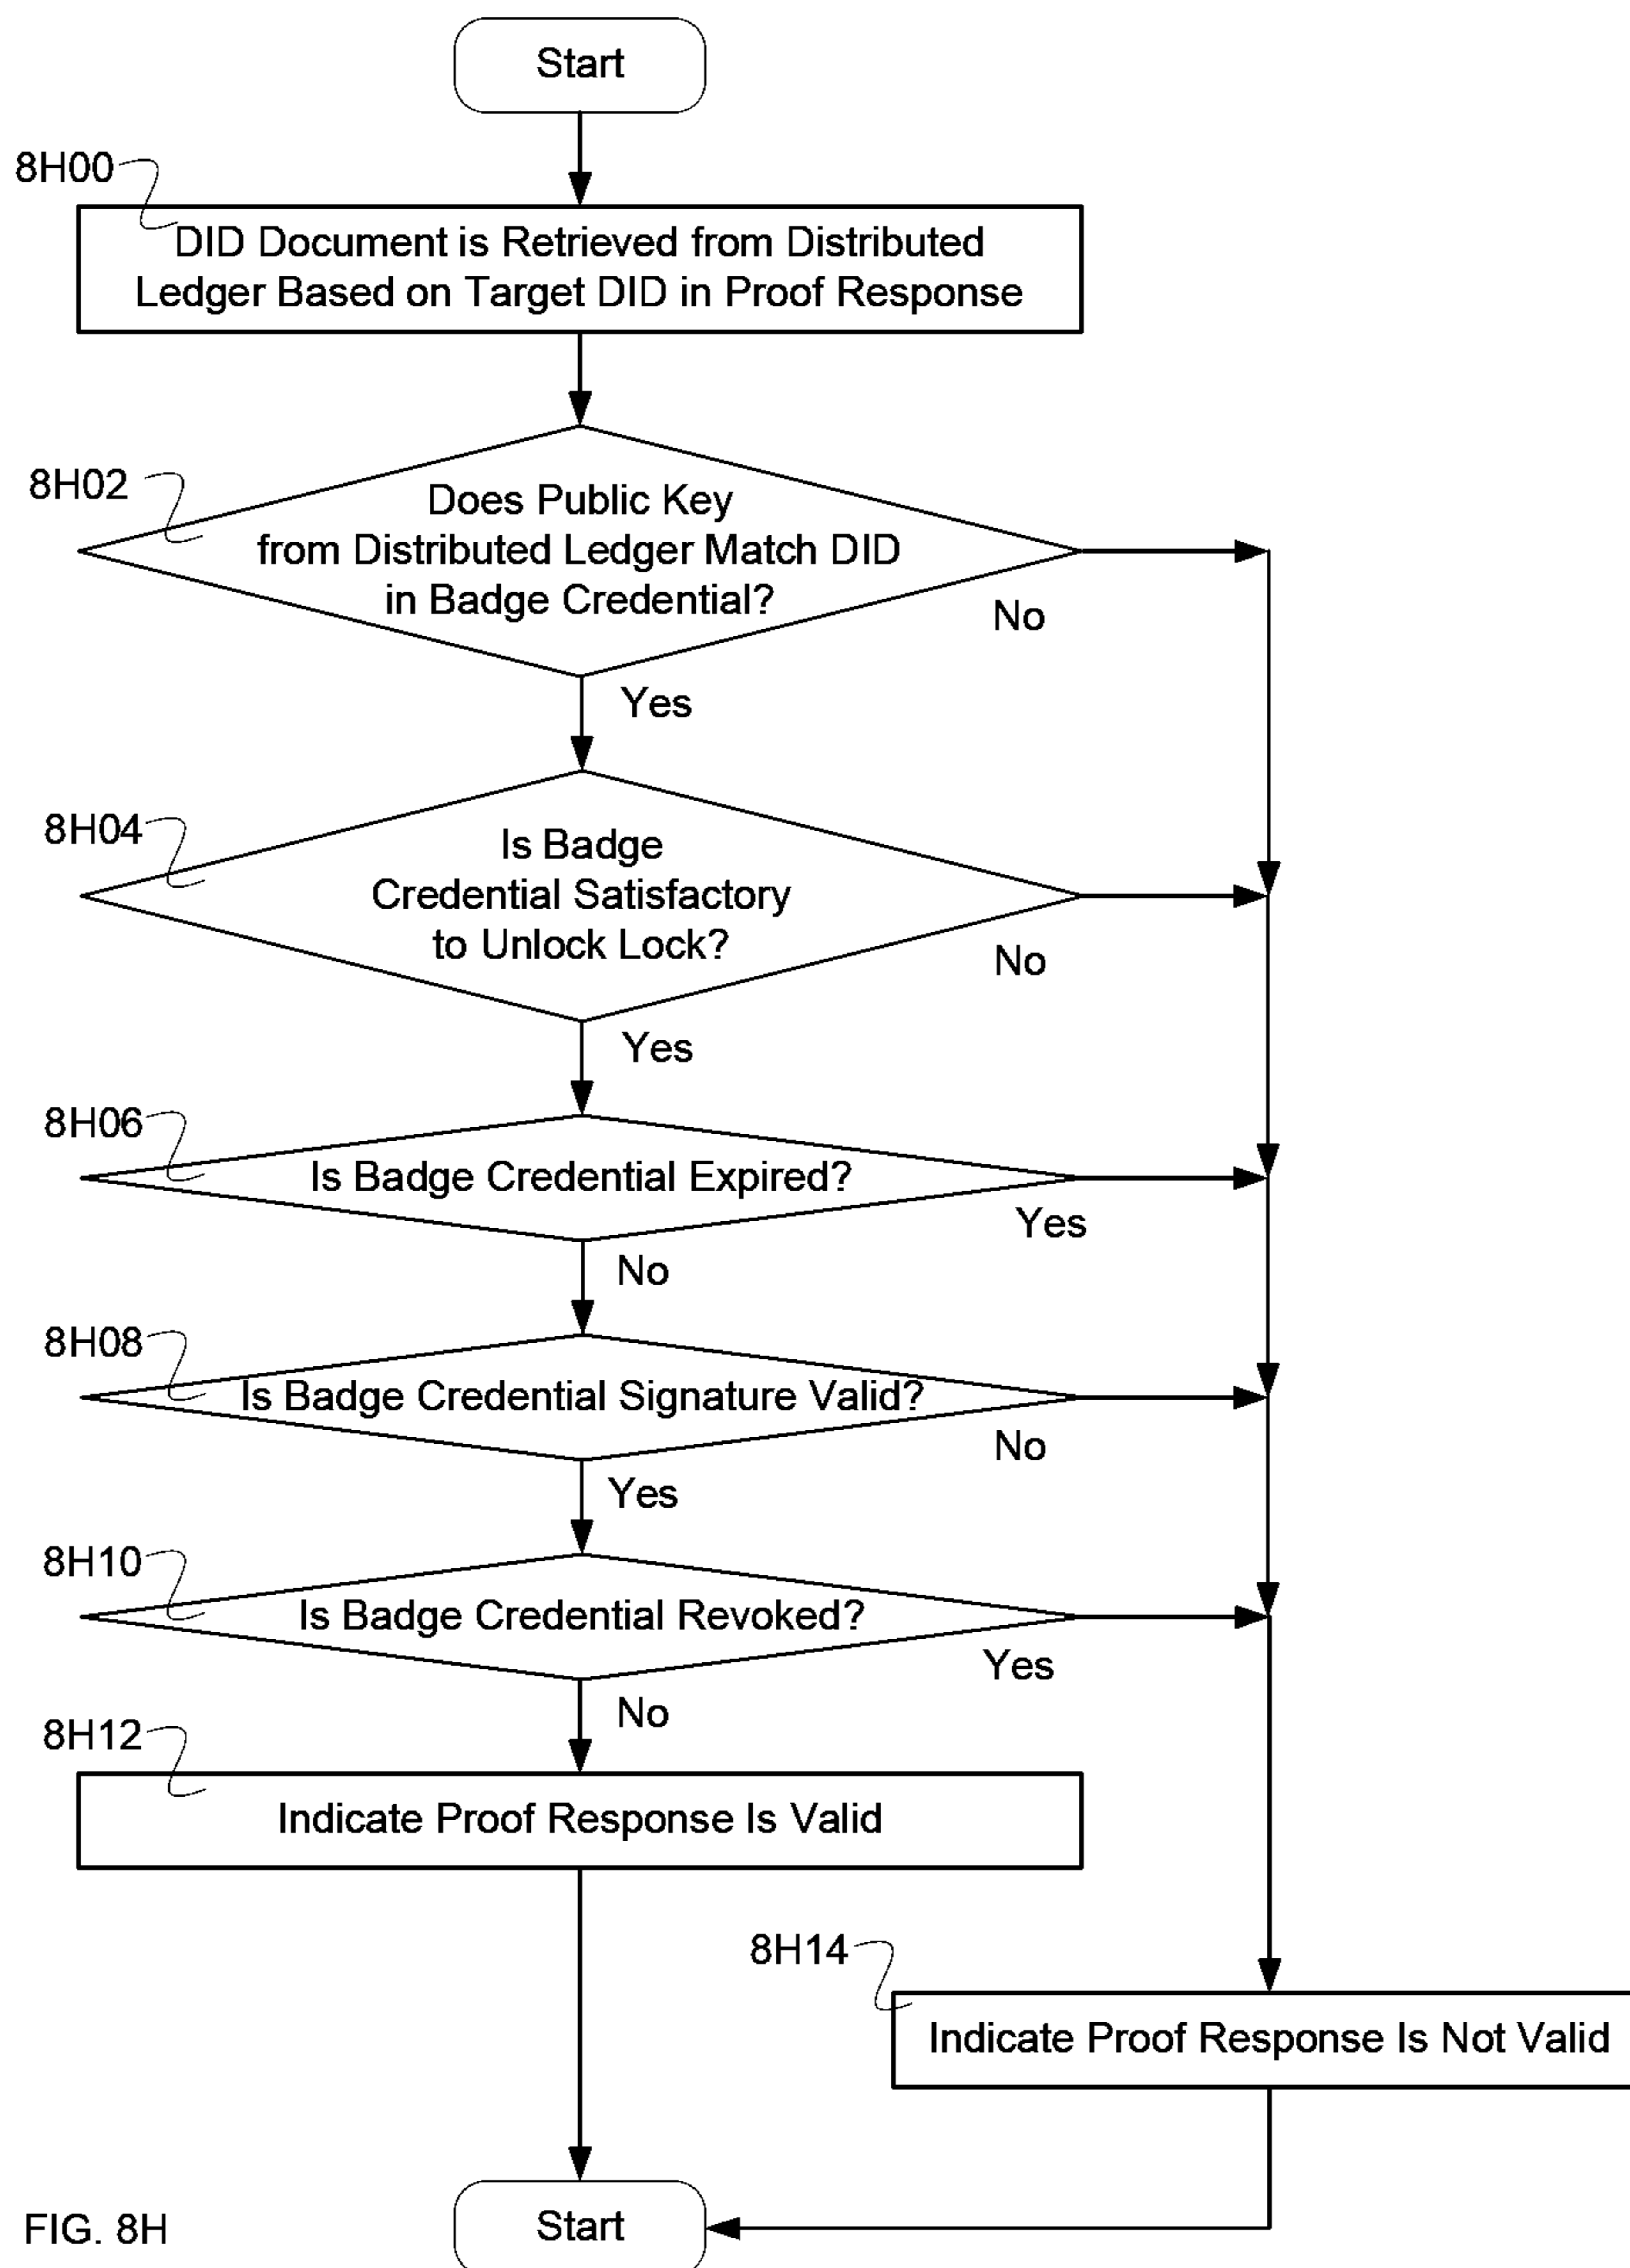 Start
8H00
DID Document is Retrieved from Distributed
Ledger Based on Target DID in Proof Response
8H02
Does Public Key
from Distributed Ledger Match DID
in Badge Credential?
No
Yes
8H04
Is Badge
Credential Satisfactory
to Unlock Lock?
No
Yes
8H06
Is Badge Credential Expired?
Yes
No
8H08
Is Badge Credential Signature Valid?
No
Yes
8H10
Is Badge Credential Revoked?
Yes
No
8H12
Indicate Proof Response Is Valid
8H14
Indicate Proof Response Is Not Valid
Start
FIG. 8H